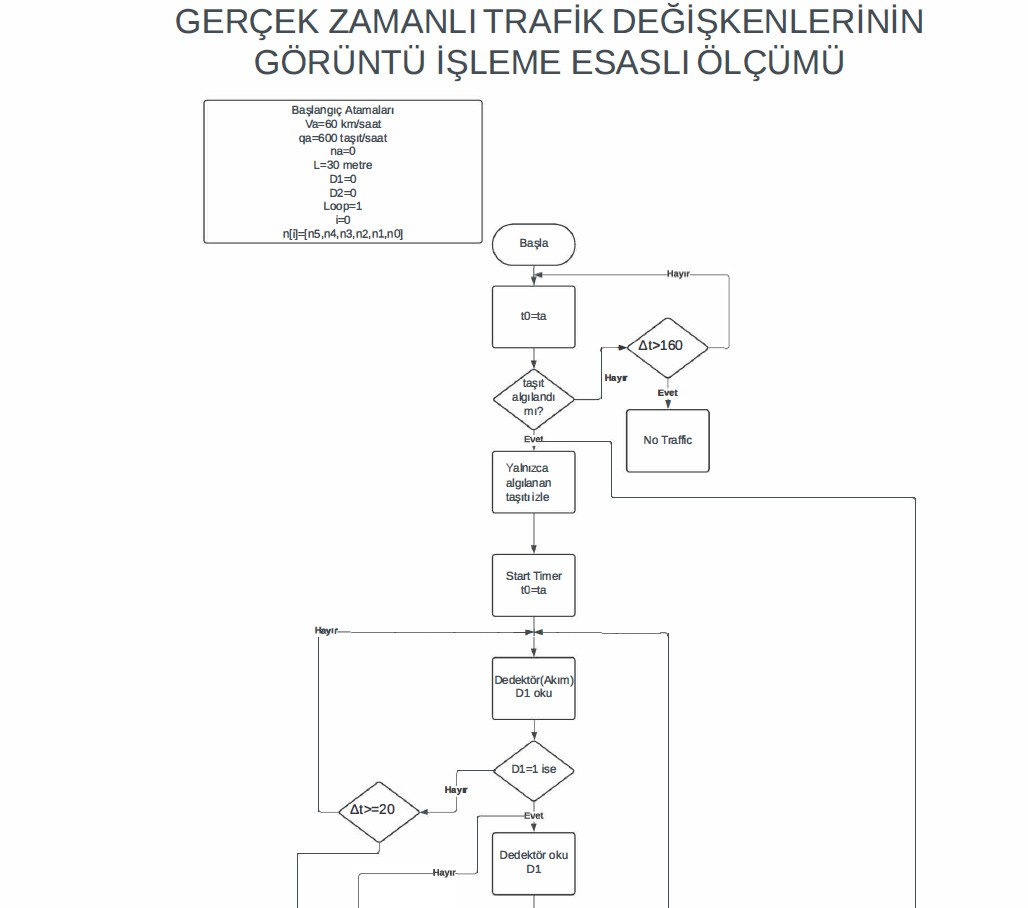 GERÇEK ZAMANLI TRAFİK DEĞİŞKENLERİNİN
GÖRÜNTÜ İŞLEME ESASLI ÖLÇÜMÜ
Başlangıç Atamaları
Va=60 km/saat
qa=600 taşıt/saat
na=0
L=30 metre
D1=0
D2=0
Loop=1
i=0
n[i]=[n5,n4,n3,n2,n1,n0]
Başla
Hayır
t0=ta
Δt>160
taşıt
algılandı
mı?
Hayır
Evet
No Traffic
Evet
Yalnızca
algılanan
taşıtı izle
Start Timer
t0=ta
Hayır
Dedektör(Akım)
D1 oku
D1=1 ise
Hayır
Δt>=20
Evet
Dedektör oku
D1
Hayır